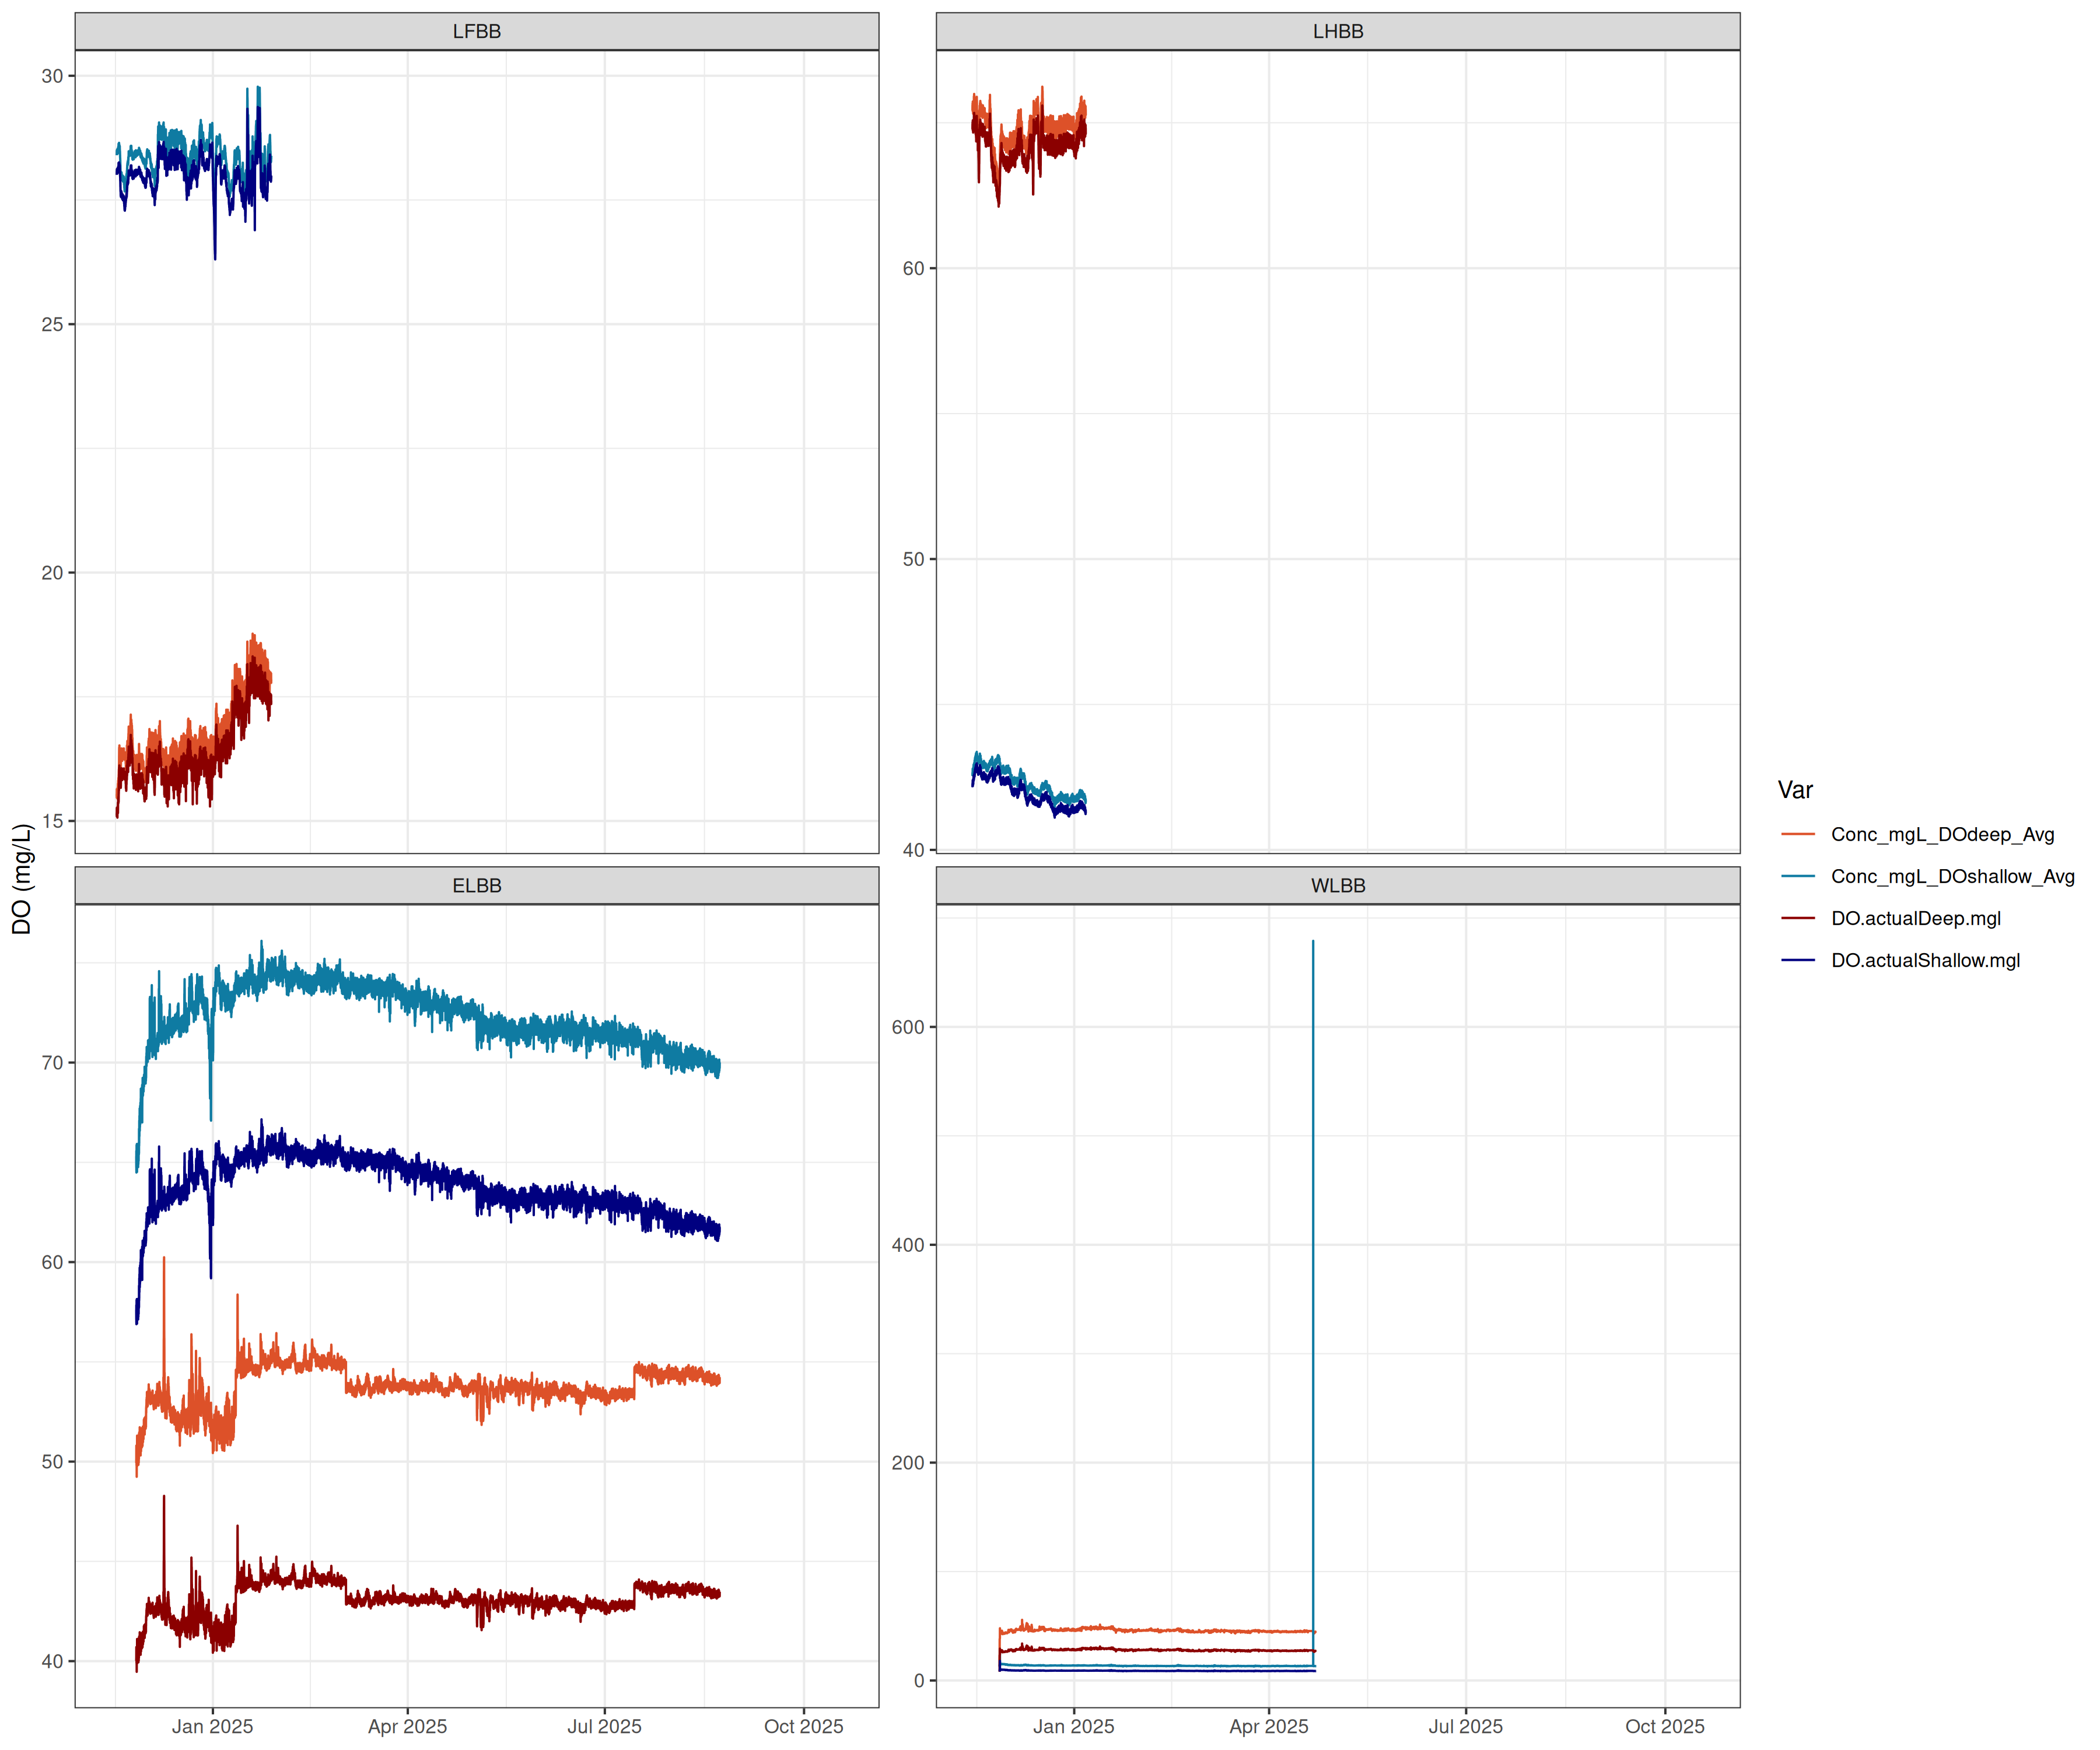 LFBB
LHBB
30
25
20
15
60
50
40
DO (mg/L)
ELBB
WLBB
70
60
50
40
600
400
200
0
Jan 2025
Apr 2025
Jul 2025
Oct 2025
Jan 2025
Apr 2025
Jul 2025
Oct 2025
Var
Conc_mgL_DOdeep_Avg
Conc_mgL_DOshallow_Avg
DO.actualDeep.mgl
DO.actualShallow.mgl